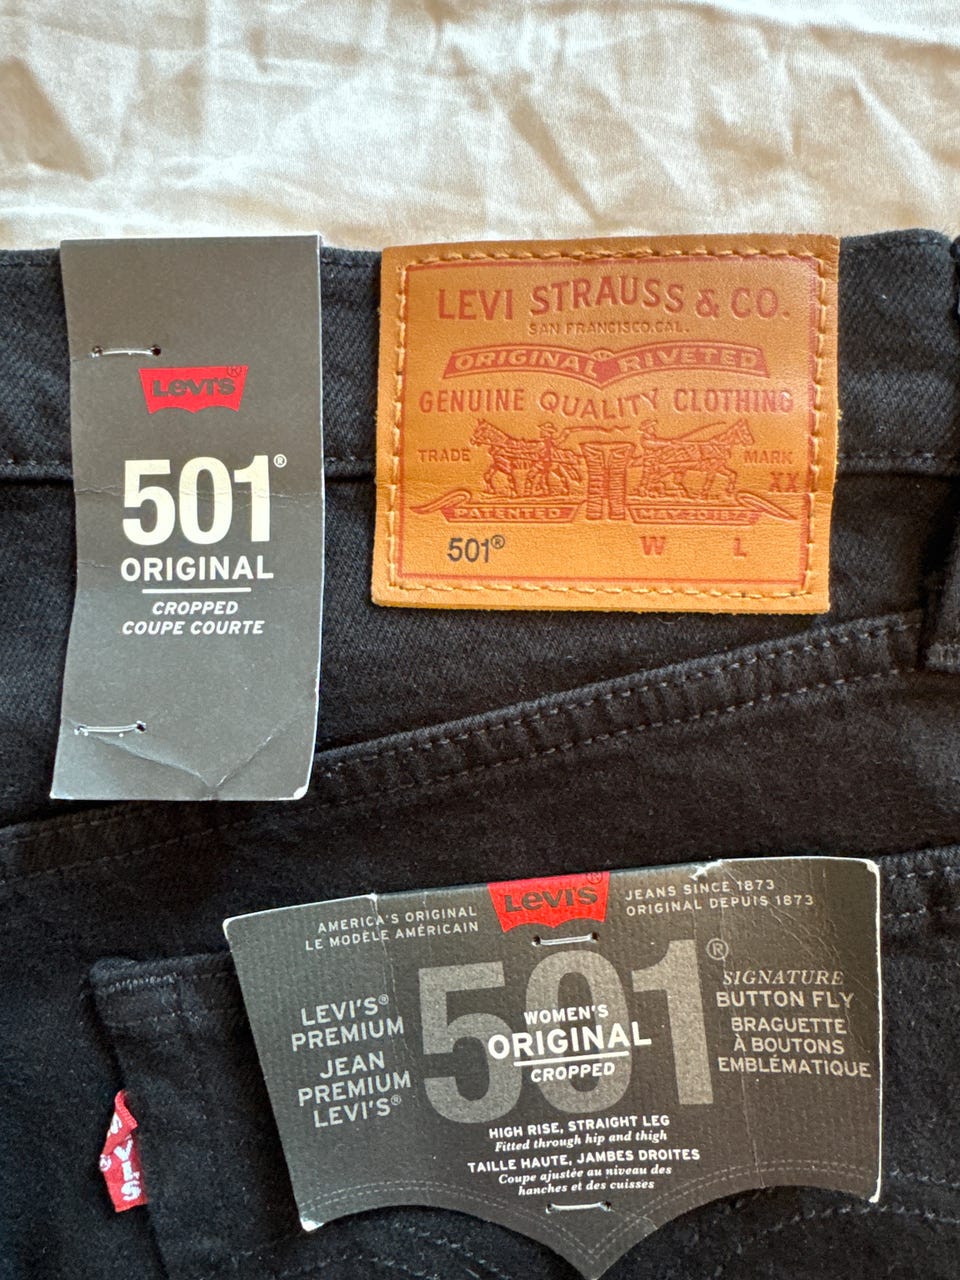 Levi's®
501®
ORIGINAL
CROPPED
COUPE COURTE
LEVI STRAUSS & CO.
SAN FRANCISCO, CAL.
ORIGINAL RIVETED
GENUINE QUALITY CLOTHING
TRADE MARK
XX
PATENTED MAY 20 1873
501® W L
AMERICA'S ORIGINAL
LE MODÈLE AMÉRICAIN
Levi's®
JEANS SINCE 1873
ORIGINAL DEPUIS 1873
LEVI'S®
PREMIUM
JEAN
PREMIUM
LEVI'S®
501®
WOMEN'S
ORIGINAL
CROPPED
SIGNATURE
BUTTON FLY
BRAGUETTE
À BOUTONS
EMBLÉMATIQUE
HIGH RISE, STRAIGHT LEG
Fitted through hip and thigh
TAILLE HAUTE, JAMBES DROITES
Coupe ajustée au niveau des
hanches et des cuisses